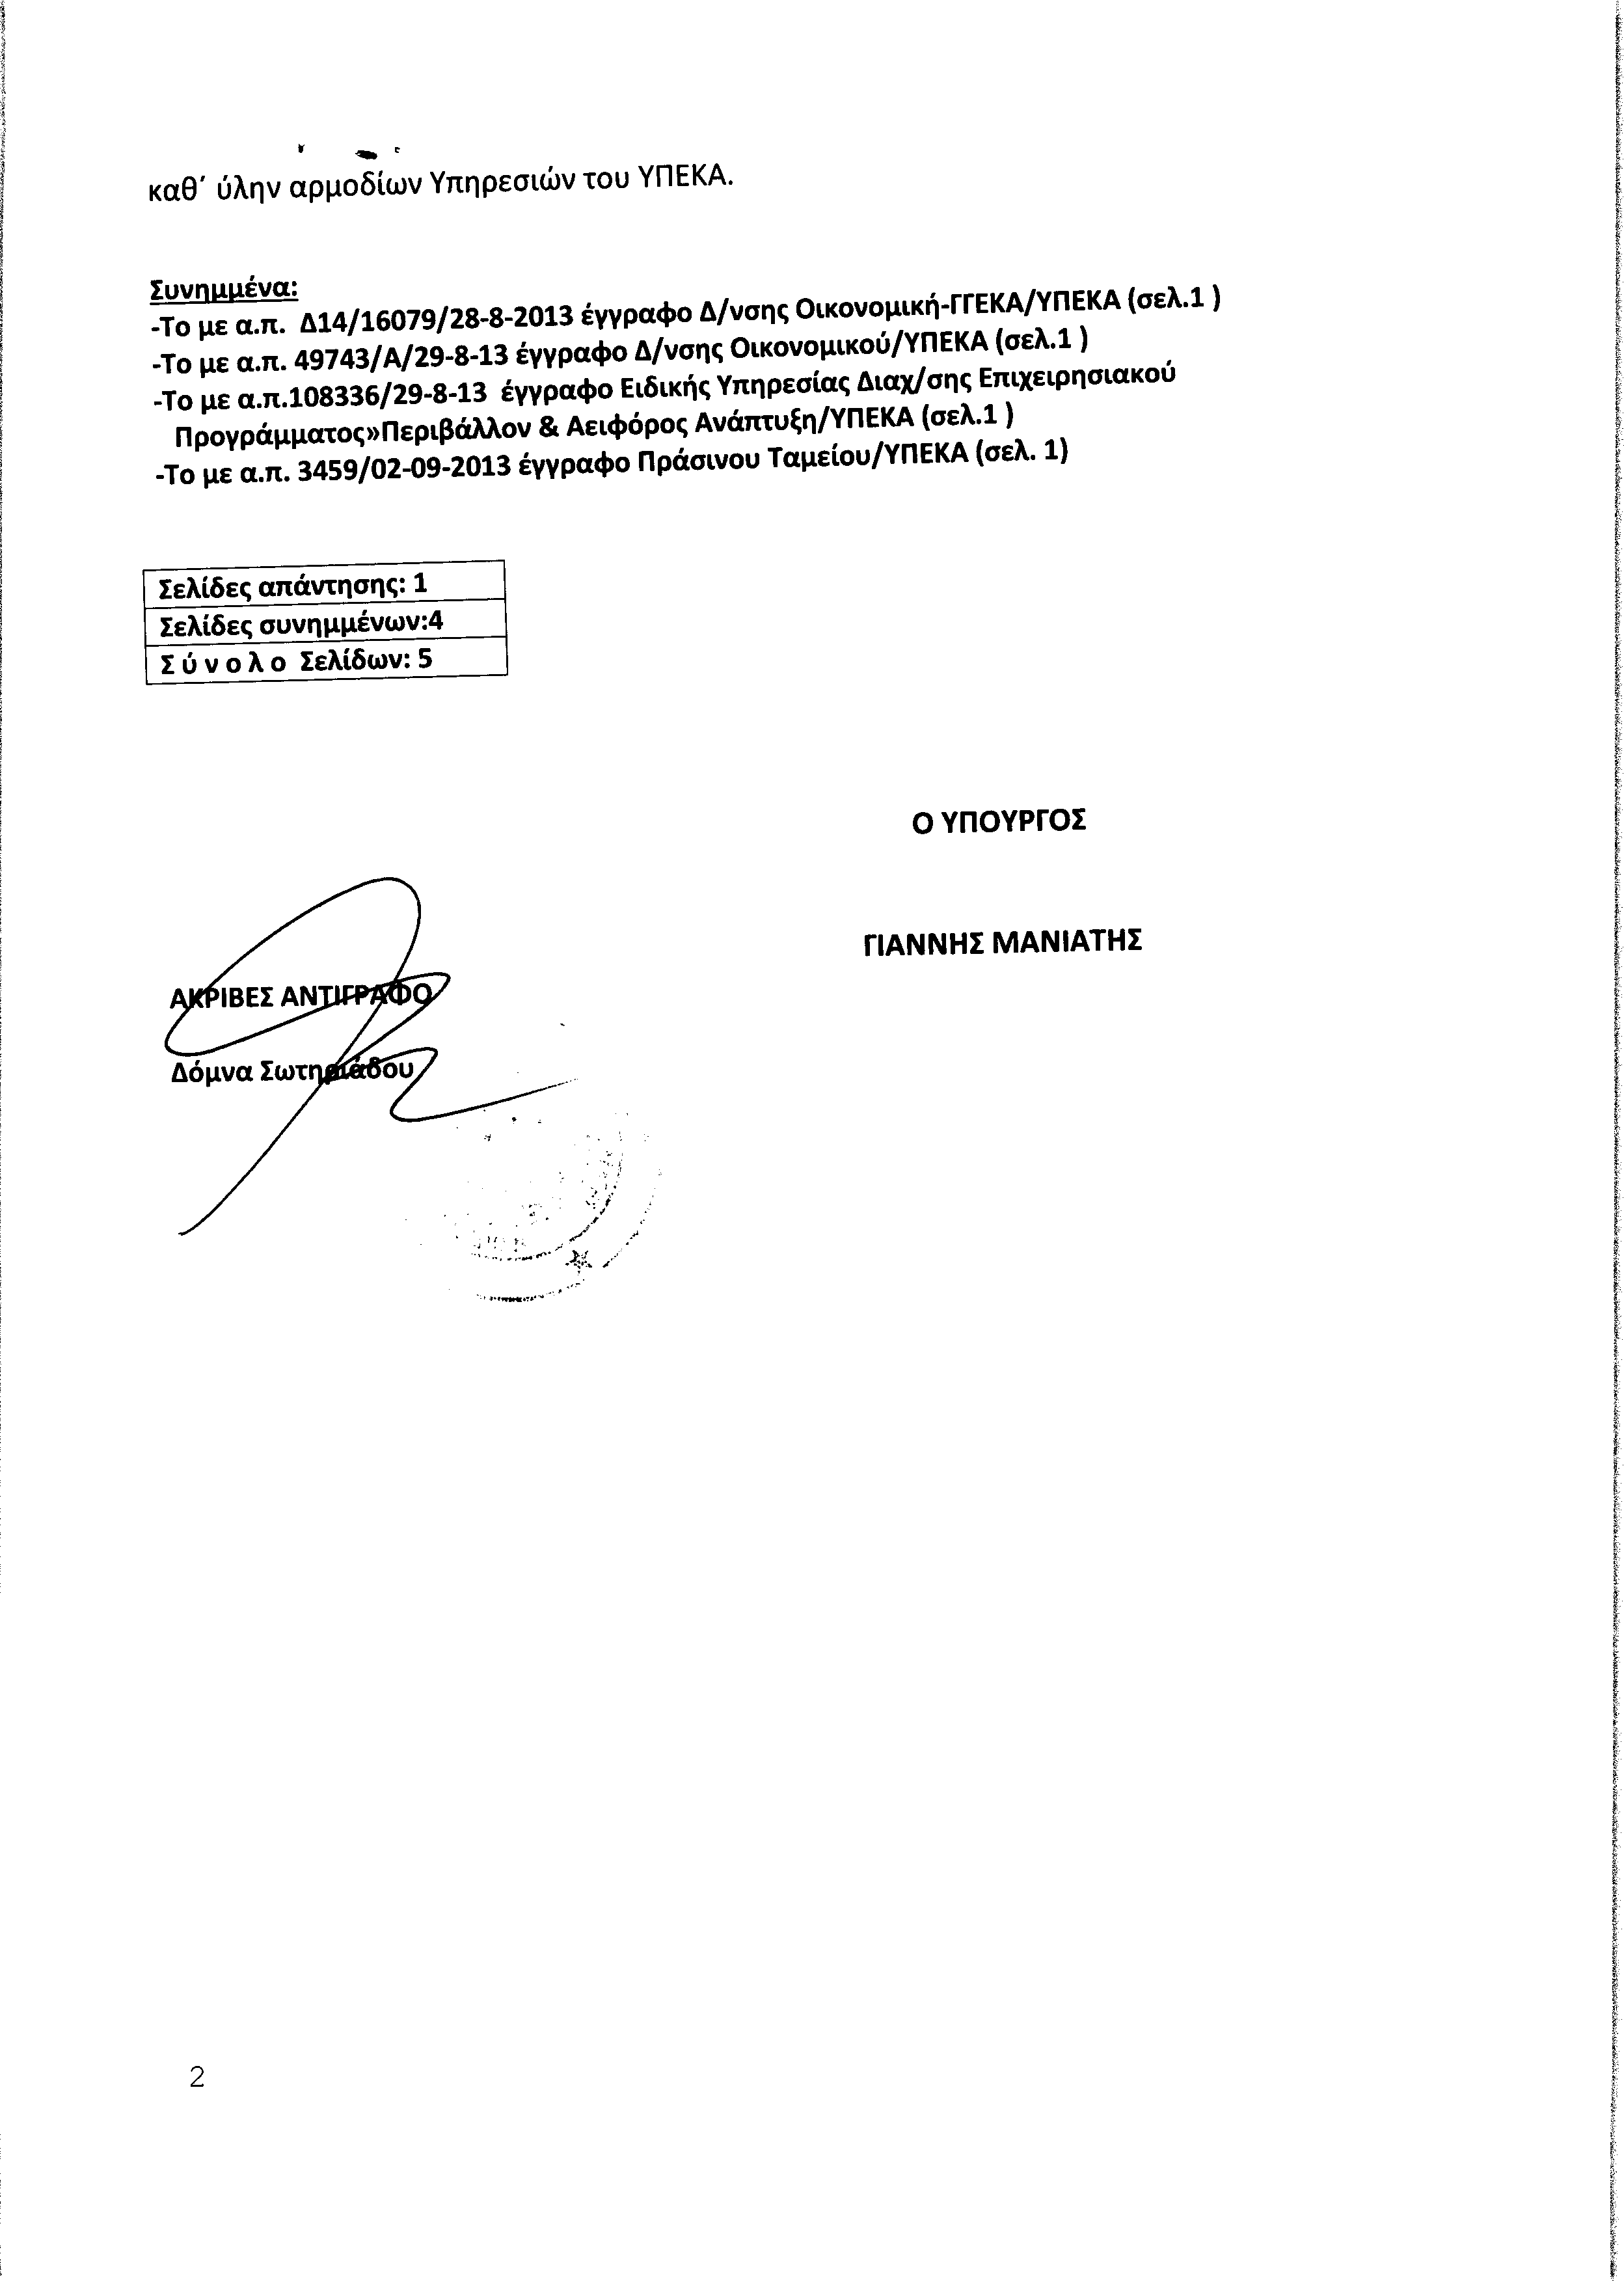 καθ΄ ύλην αρμοδίων Υπηρεσιών του ΥΠΕΚΑ.
Συνημμένα:
-Το με α.π. Δ14/16079/28-8-2013 έγγραφο Δ/νσης Οικονομική-ΓΓΕΚΑ/ΥΠΕΚΑ (σελ.1 )
-Το με α.π. 49743/Α/29-8-13 έγγραφο Δ/νσης Οικονομικού/ΥΠΕΚΑ (σελ.1 )
-Το με α.π.108336/29-8-13 έγγραφο Ειδικής Υπηρεσίας Διαχ/σης Επιχειρησιακού
Προγράμματος»Περιβάλλον & Αειφόρος Ανάπτυξη/ΥΠΕΚΑ (σελ.1 )
-Το με α.π. 3459/02-09-2013 έγγραφο Πράσινου Ταμείου/ΥΠΕΚΑ (σελ. 1)
Σελίδες απάντησης: 1
Σελίδες συνημμένων:4
Σ ύ ν ο λ ο Σελίδων: 5
Ο ΥΠΟΥΡΓΟΣ
ΓΙΑΝΝΗΣ ΜΑΝΙΑΤΗΣ
ΑΚΡΙΒΕΣ ΑΝΤΙΓΡΑΦΟ
Δόμνα Σωτηριάδου
2